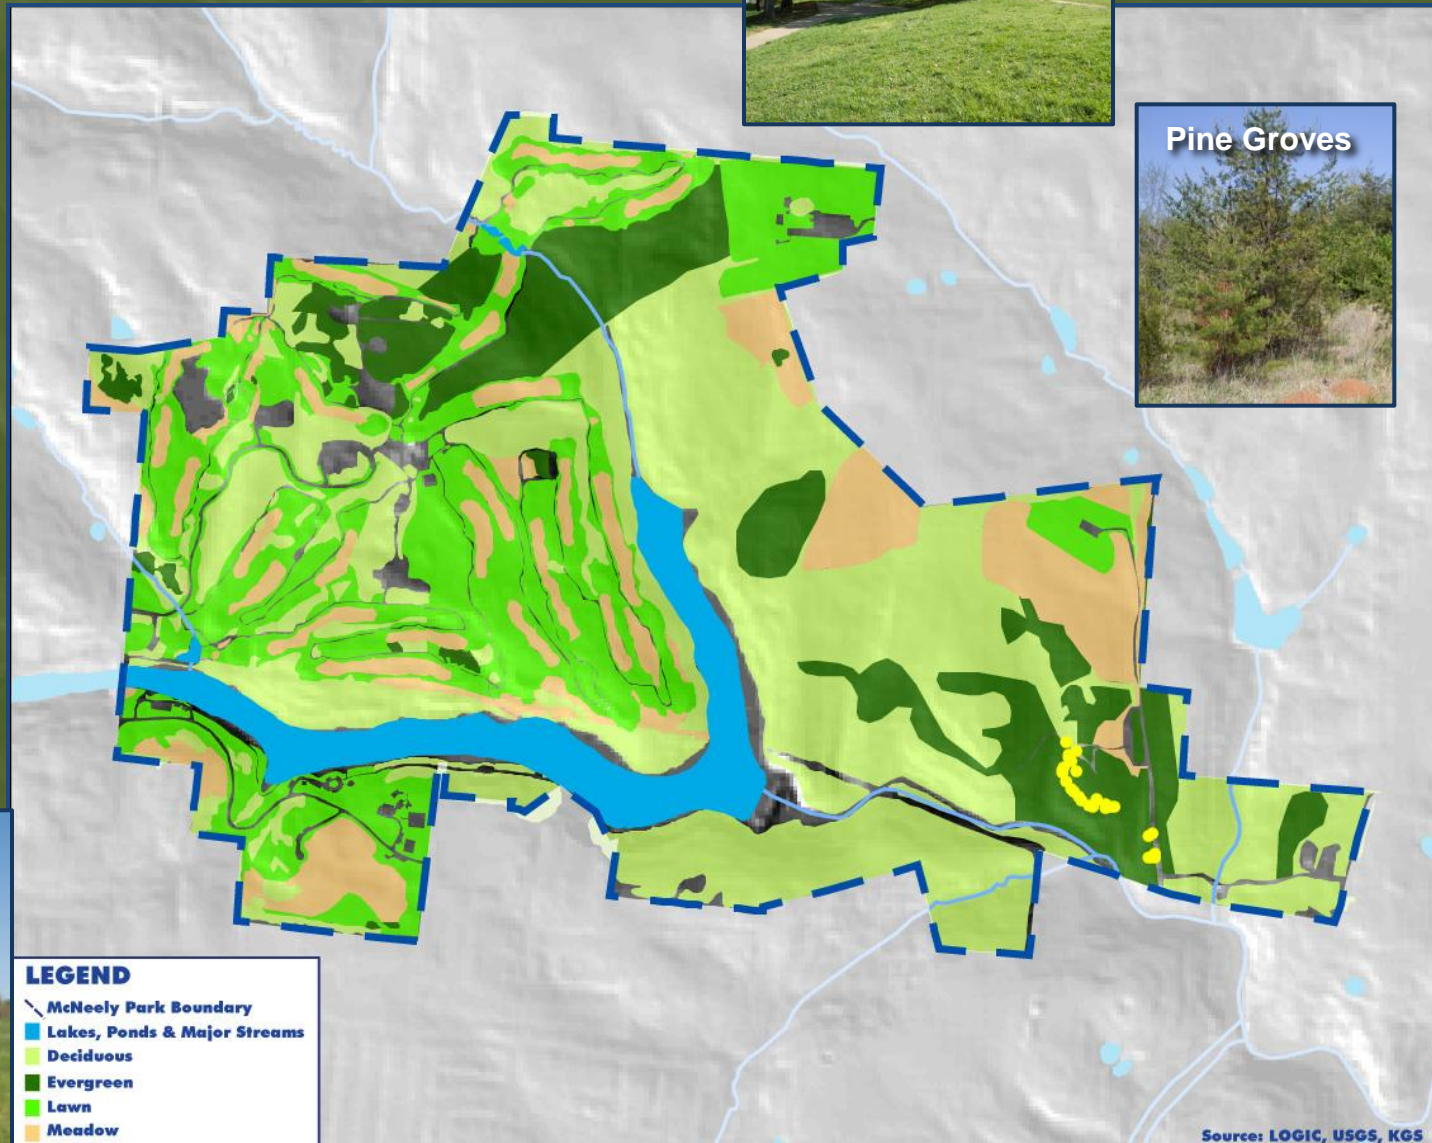 Pine Groves
LEGEND
McNeely Park Boundary
Lakes, Ponds & Major Streams
Deciduous
Evergreen
Lawn
Meadow
Source: LOGIC, USGS, KGS